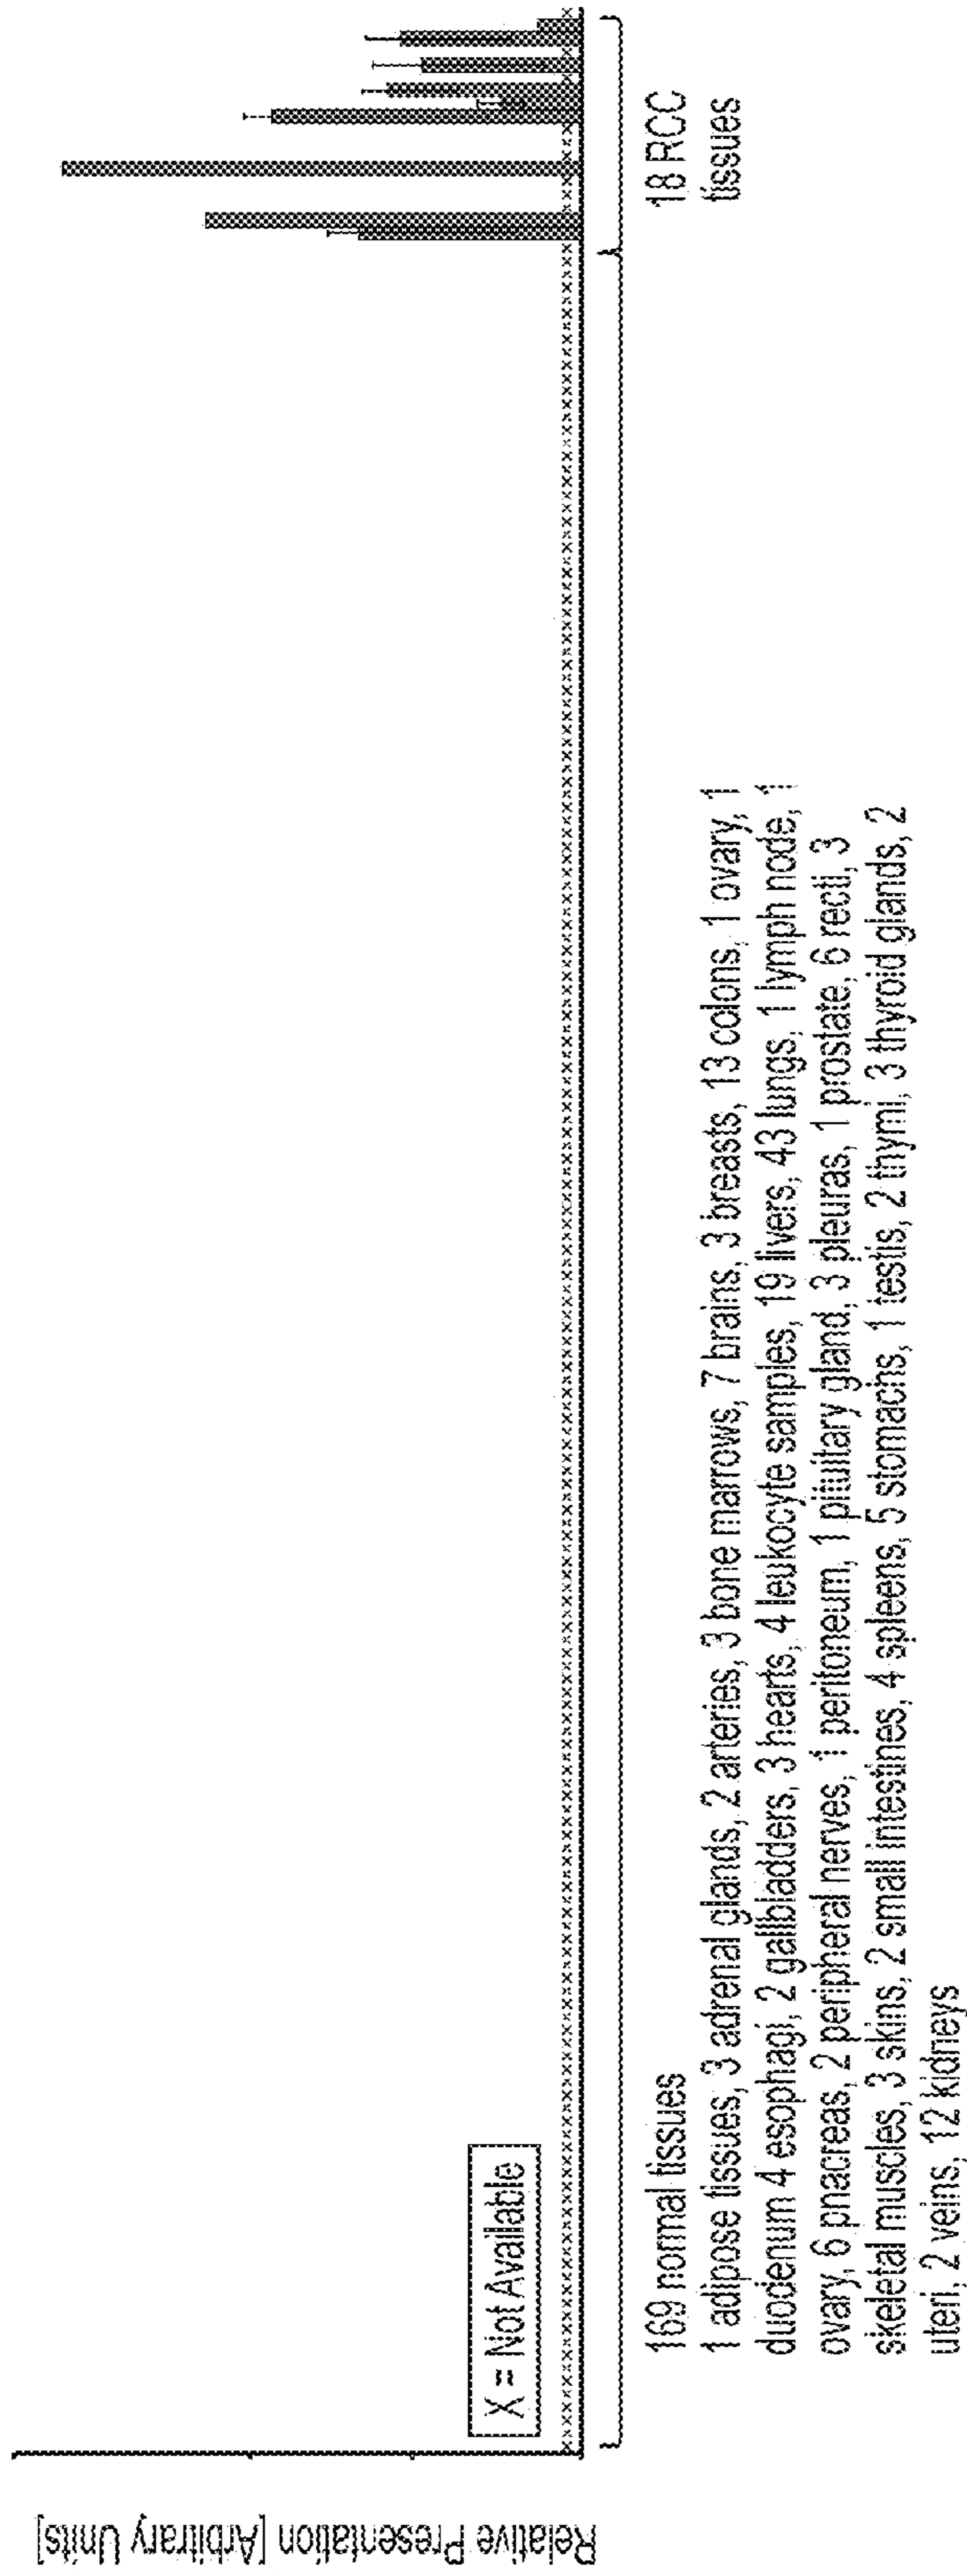 Relative Presentation [Arbitrary Units]
X = Not Available
169 normal tissues
1 adipose tissues, 3 adrenal glands, 2 arteries, 3 bone marrows, 7 brains, 3 breasts, 13 colons, 1 ovary, 1
duodenum 4 esophagi, 2 gallbladders, 3 hearts, 4 leukocyte samples, 19 livers, 43 lungs, 1 lymph node, 1
ovary, 6 pnacreas, 2 peripheral nerves, 1 peritoneum, 1 pituitary gland, 3 pleuras, 1 prostate, 6 recti, 3
skeletal muscles, 3 skins, 2 small intestines, 4 spleens, 5 stomachs, 1 testis, 2 thymi, 3 thyroid glands, 2
uteri, 2 veins, 12 kidneys
18 RCC
tissues